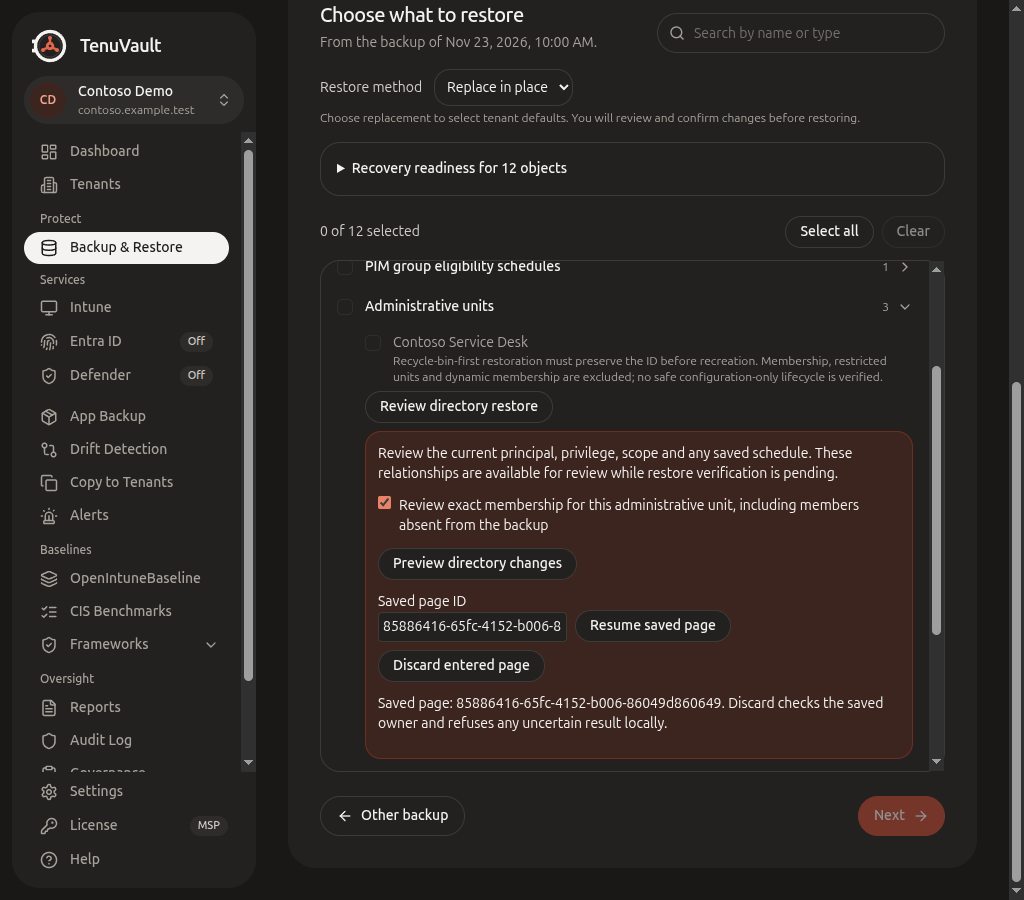 TenuVault
CD
Contoso Demo
contoso.example.test
Dashboard
Tenants
Protect
Backup & Restore
Services
Intune
Entra ID
Off
Defender
Off
App Backup
Drift Detection
Copy to Tenants
Alerts
Baselines
OpenIntuneBaseline
CIS Benchmarks
Frameworks
Oversight
Reports
Audit Log
Governance
Settings
License
MSP
Help
Choose what to restore
From the backup of Nov 23, 2026, 10:00 AM.
Search by name or type
Restore method
Replace in place
Choose replacement to select tenant defaults. You will review and confirm changes before restoring.
Recovery readiness for 12 objects
0 of 12 selected
Select all
Clear
PIM group eligibility schedules
1
Administrative units
3
Contoso Service Desk
Recycle-bin-first restoration must preserve the ID before recreation. Membership, restricted
units and dynamic membership are excluded; no safe configuration-only lifecycle is verified.
Review directory restore
Review the current principal, privilege, scope and any saved schedule. These
relationships are available for review while restore verification is pending.
Review exact membership for this administrative unit, including members
absent from the backup
Preview directory changes
Saved page ID
85886416-65fc-4152-b006-8
Resume saved page
Discard entered page
Saved page: 85886416-65fc-4152-b006-86049d860649. Discard checks the saved
owner and refuses any uncertain result locally.
Other backup
Next